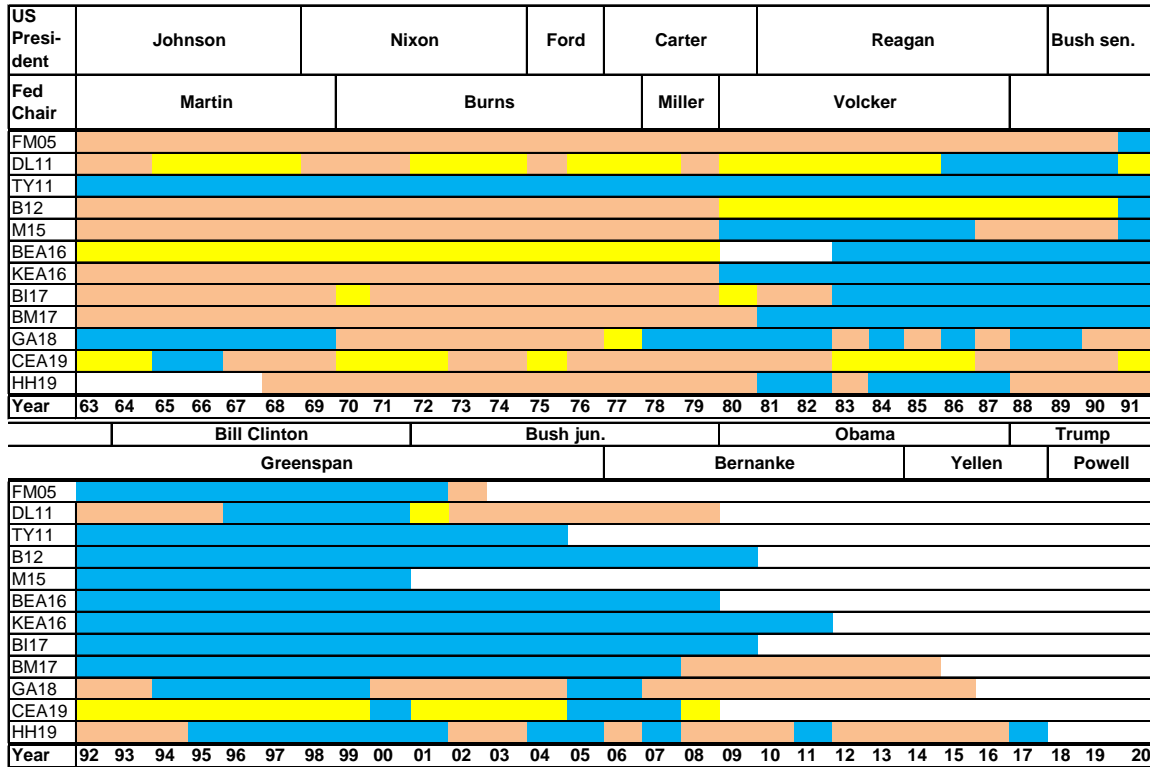 US
Presi-
dent
Johnson Nixon Ford Carter Reagan Bush sen.
Fed
Chair
Martin Burns Miller Volcker
FM05
DL11
TY11
B12
M15
BEA16
KEA16
BI17
BM17
GA18
CEA19
HH19
Year 63 64 65 66 67 68 69 70 71 72 73 74 75 76 77 78 79 80 81 82 83 84 85 86 87 88 89 90 91
Bill Clinton Bush jun. Obama Trump
Greenspan Bernanke Yellen Powell
FM05
DL11
TY11
B12
M15
BEA16
KEA16
BI17
BM17
GA18
CEA19
HH19
Year 92 93 94 95 96 97 98 99 00 01 02 03 04 05 06 07 08 09 10 11 12 13 14 15 16 17 18 19 20